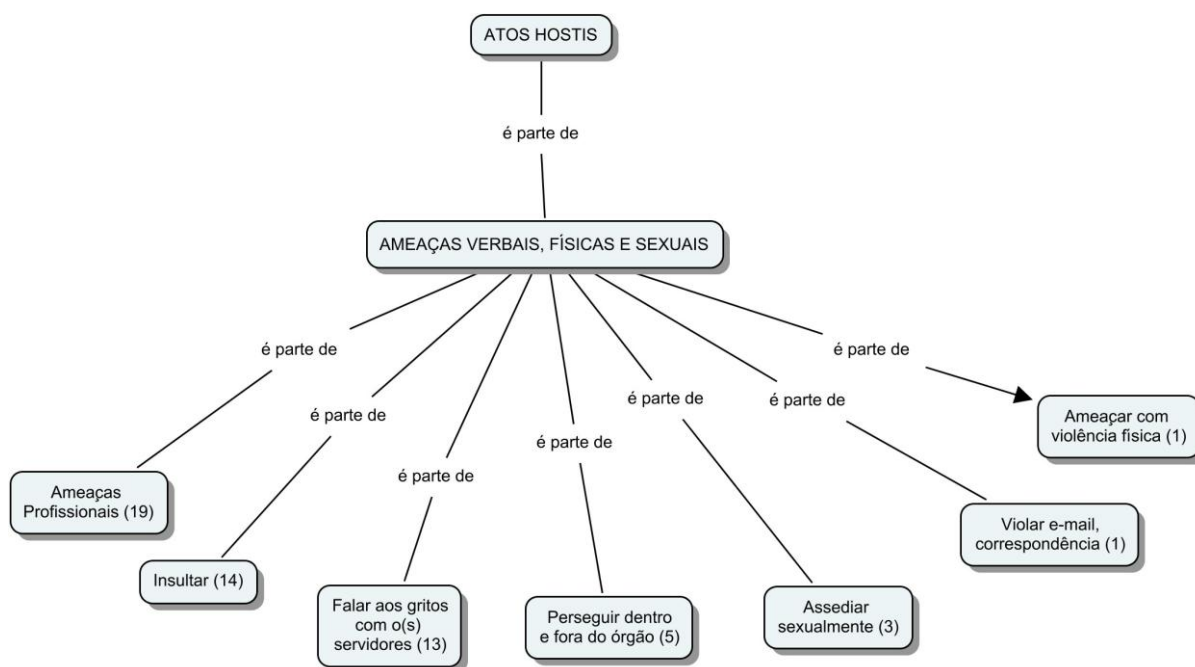 ATOS HOSTIS
é parte de
AMEAÇAS VERBAIS, FÍSICAS E SEXUAIS
é parte de
é parte de
é parte de
é parte de
é parte de
é parte de
é parte de
Ameaças
Profissionais (19)
Insultar (14)
Falar aos gritos
com o(s)
servidores (13)
Perseguir dentro
e fora do órgão (5)
Assediar
sexualmente (3)
Violar e-mail,
correspondência (1)
Ameaçar com
violência física (1)